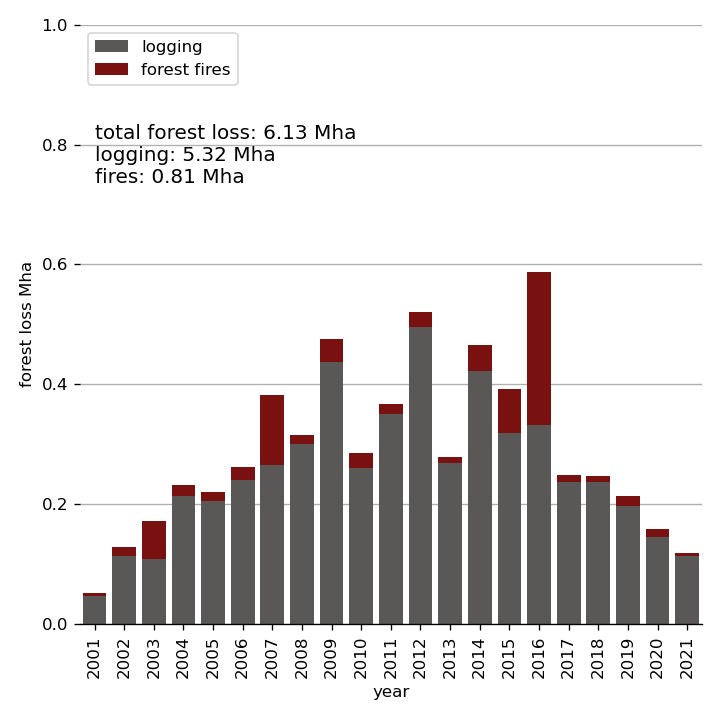 1.0
logging
forest fires
total forest loss: 6.13 Mha
0.8
logging: 5.32 Mha
fires: 0.81 Mha
0.6
forest loss Mha
0.4
0.2
0.0
2001 2002 2003 2004 2005 2006 2007 2008 2009 2010 2011 2012 2013 2014 2015 2016 2017 2018 2019 2020 2021
year